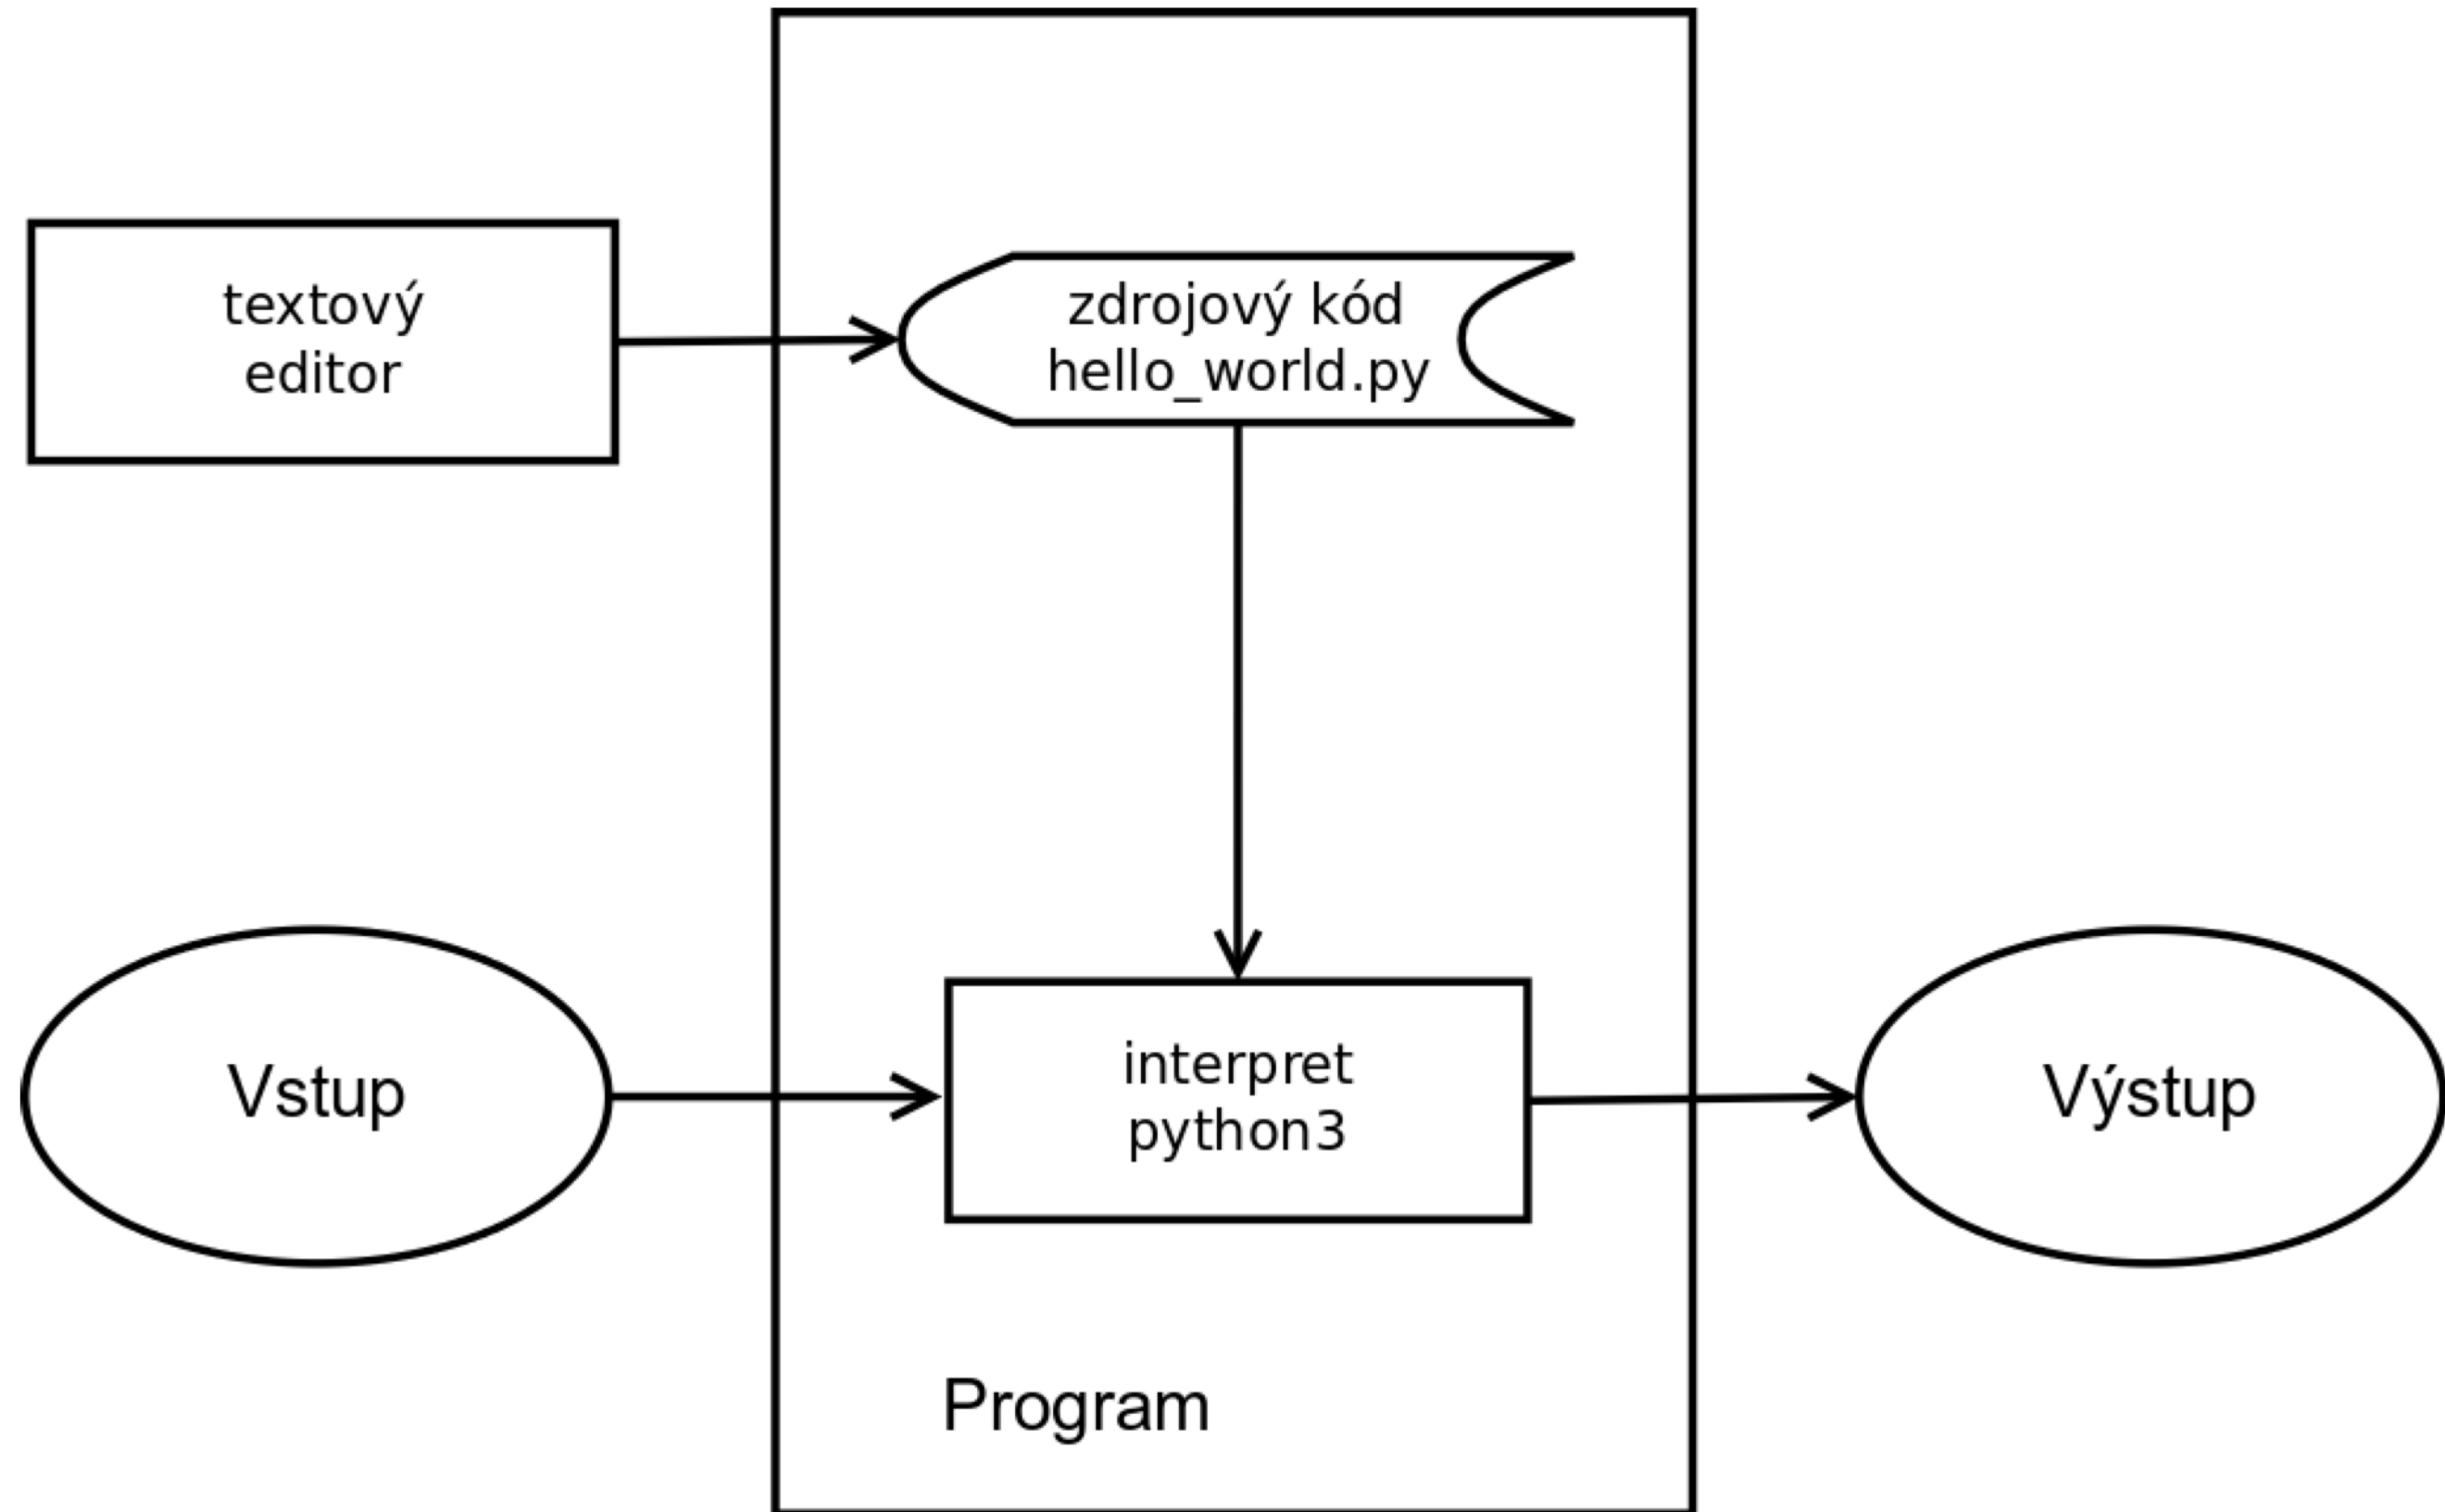 textový
editor
zdrojový kód
hello_world.py
Vstup
interpret
python3
Výstup
Program